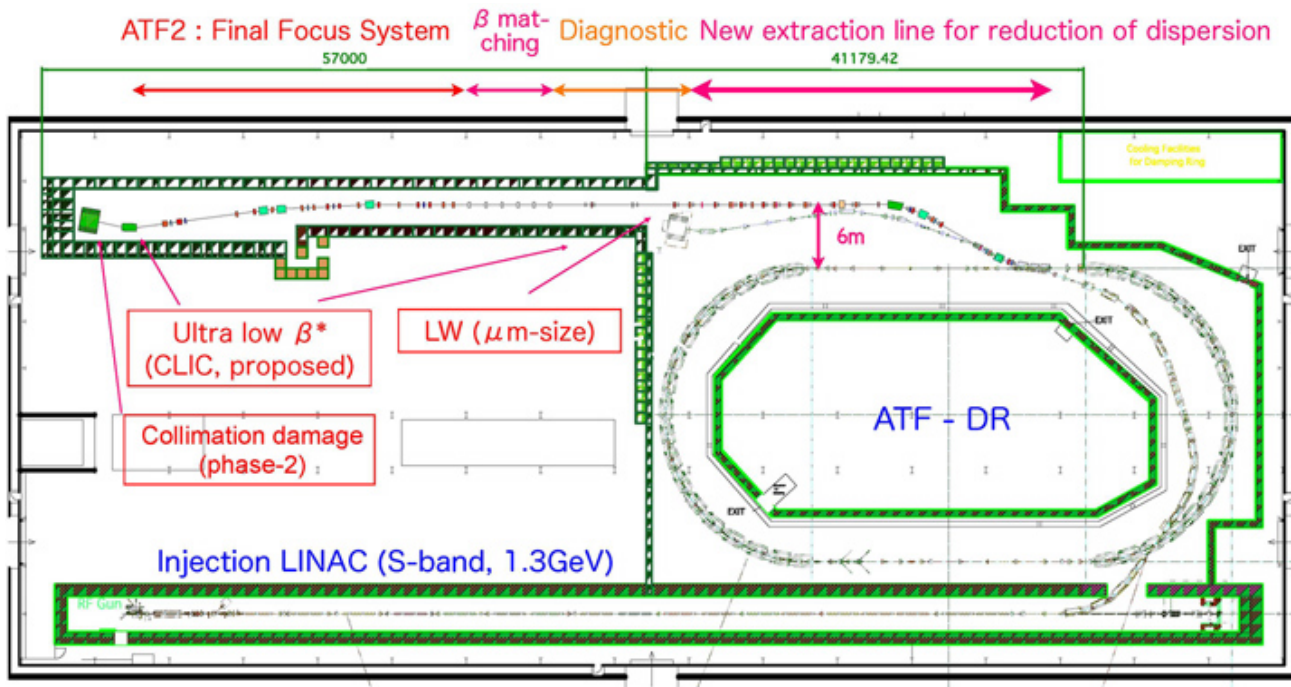 ATF2 : Final Focus System
β mat-
ching
Diagnostic
New extraction line for reduction of dispersion
57000
41179.42
Cooling Facilities
for Damping Ring
6m
EXIT
Ultra low β*
(CLIC, proposed)
LW (μm-size)
EXIT
Collimation damage
(phase-2)
ATF - DR
EXIT
Injection LINAC (S-band, 1.3GeV)
RF Gun